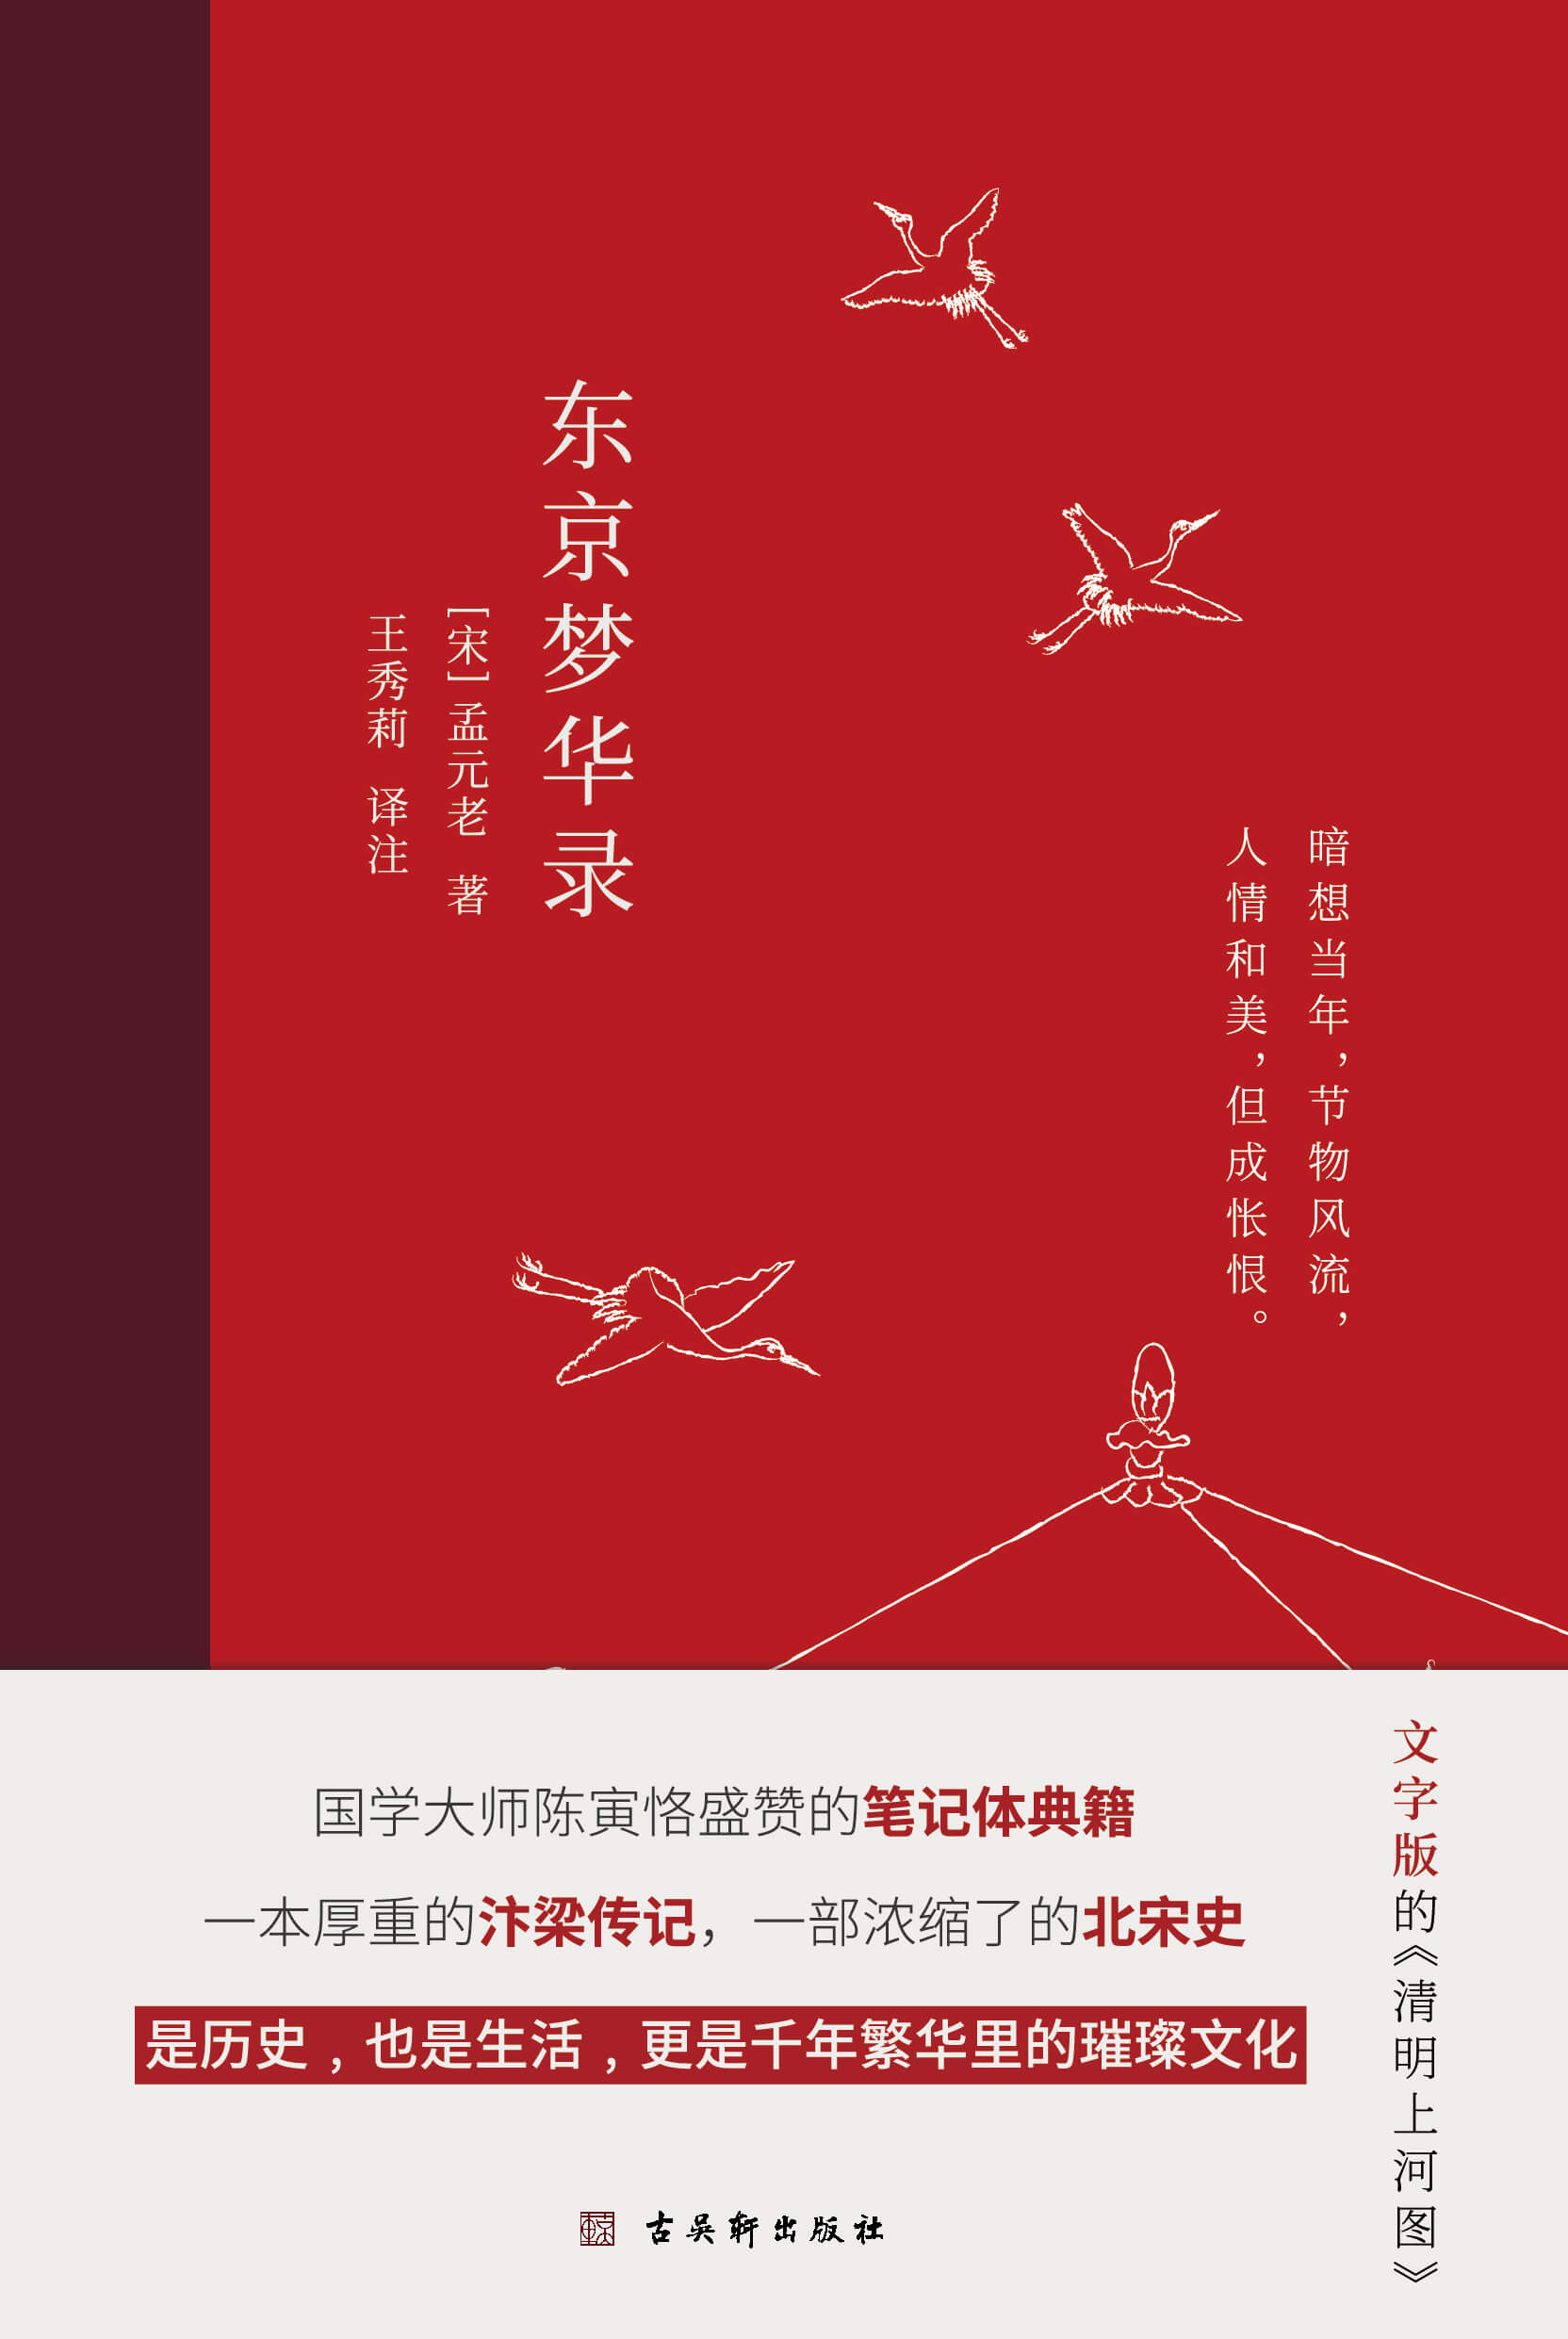 东京梦华录
[宋]孟元老 著
王秀莉 译注
暗想当年,节物风流,
人情和美,但成怅恨。
文字版的《清明上河图》
国学大师陈寅恪盛赞的笔记体典籍
一本厚重的汴梁传记,一部浓缩了的北宋史
是历史,也是生活,更是千年繁华里的璀璨文化
古吴轩出版社